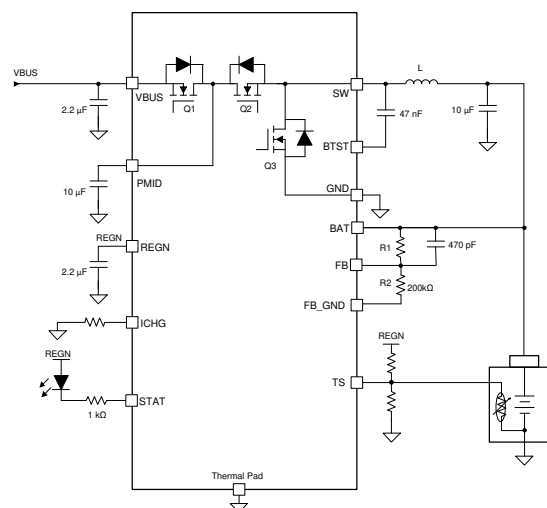 VBUS
2.2 µF
VBUS
Q1
Q2
SW
L
47 nF
10 µF
BTST
Q3
10 µF
PMID
GND
BAT
REGN
REGN
2.2 µF
R1
470 pF
FB
R2
200kΩ
FB_GND
ICHG
REGN
REGN
TS
STAT
1 kΩ
Thermal Pad